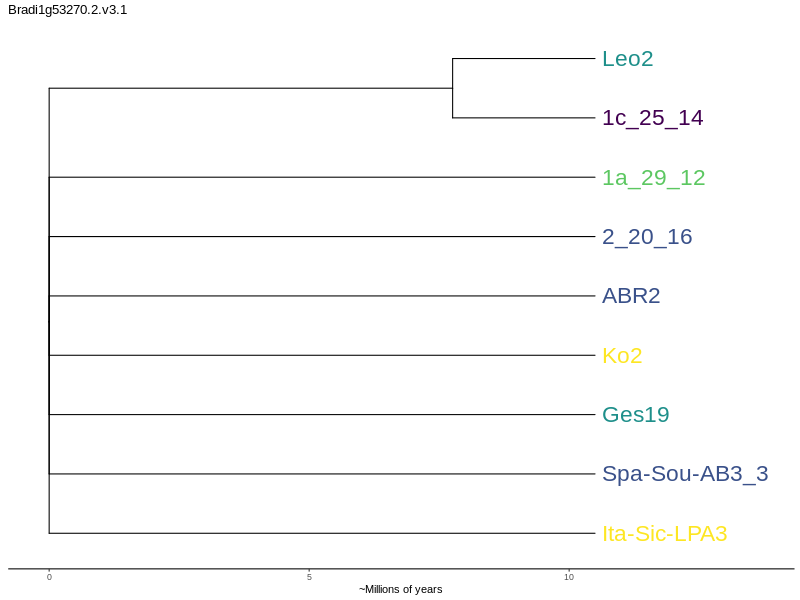 Bradi1g53270.2.v3.1
Leo2
1c_25_14
1a_29_12
2_20_16
ABR2
Ko2
Ges19
Spa-Sou-AB3_3
Ita-Sic-LPA3
0 5 10
~Millions of years